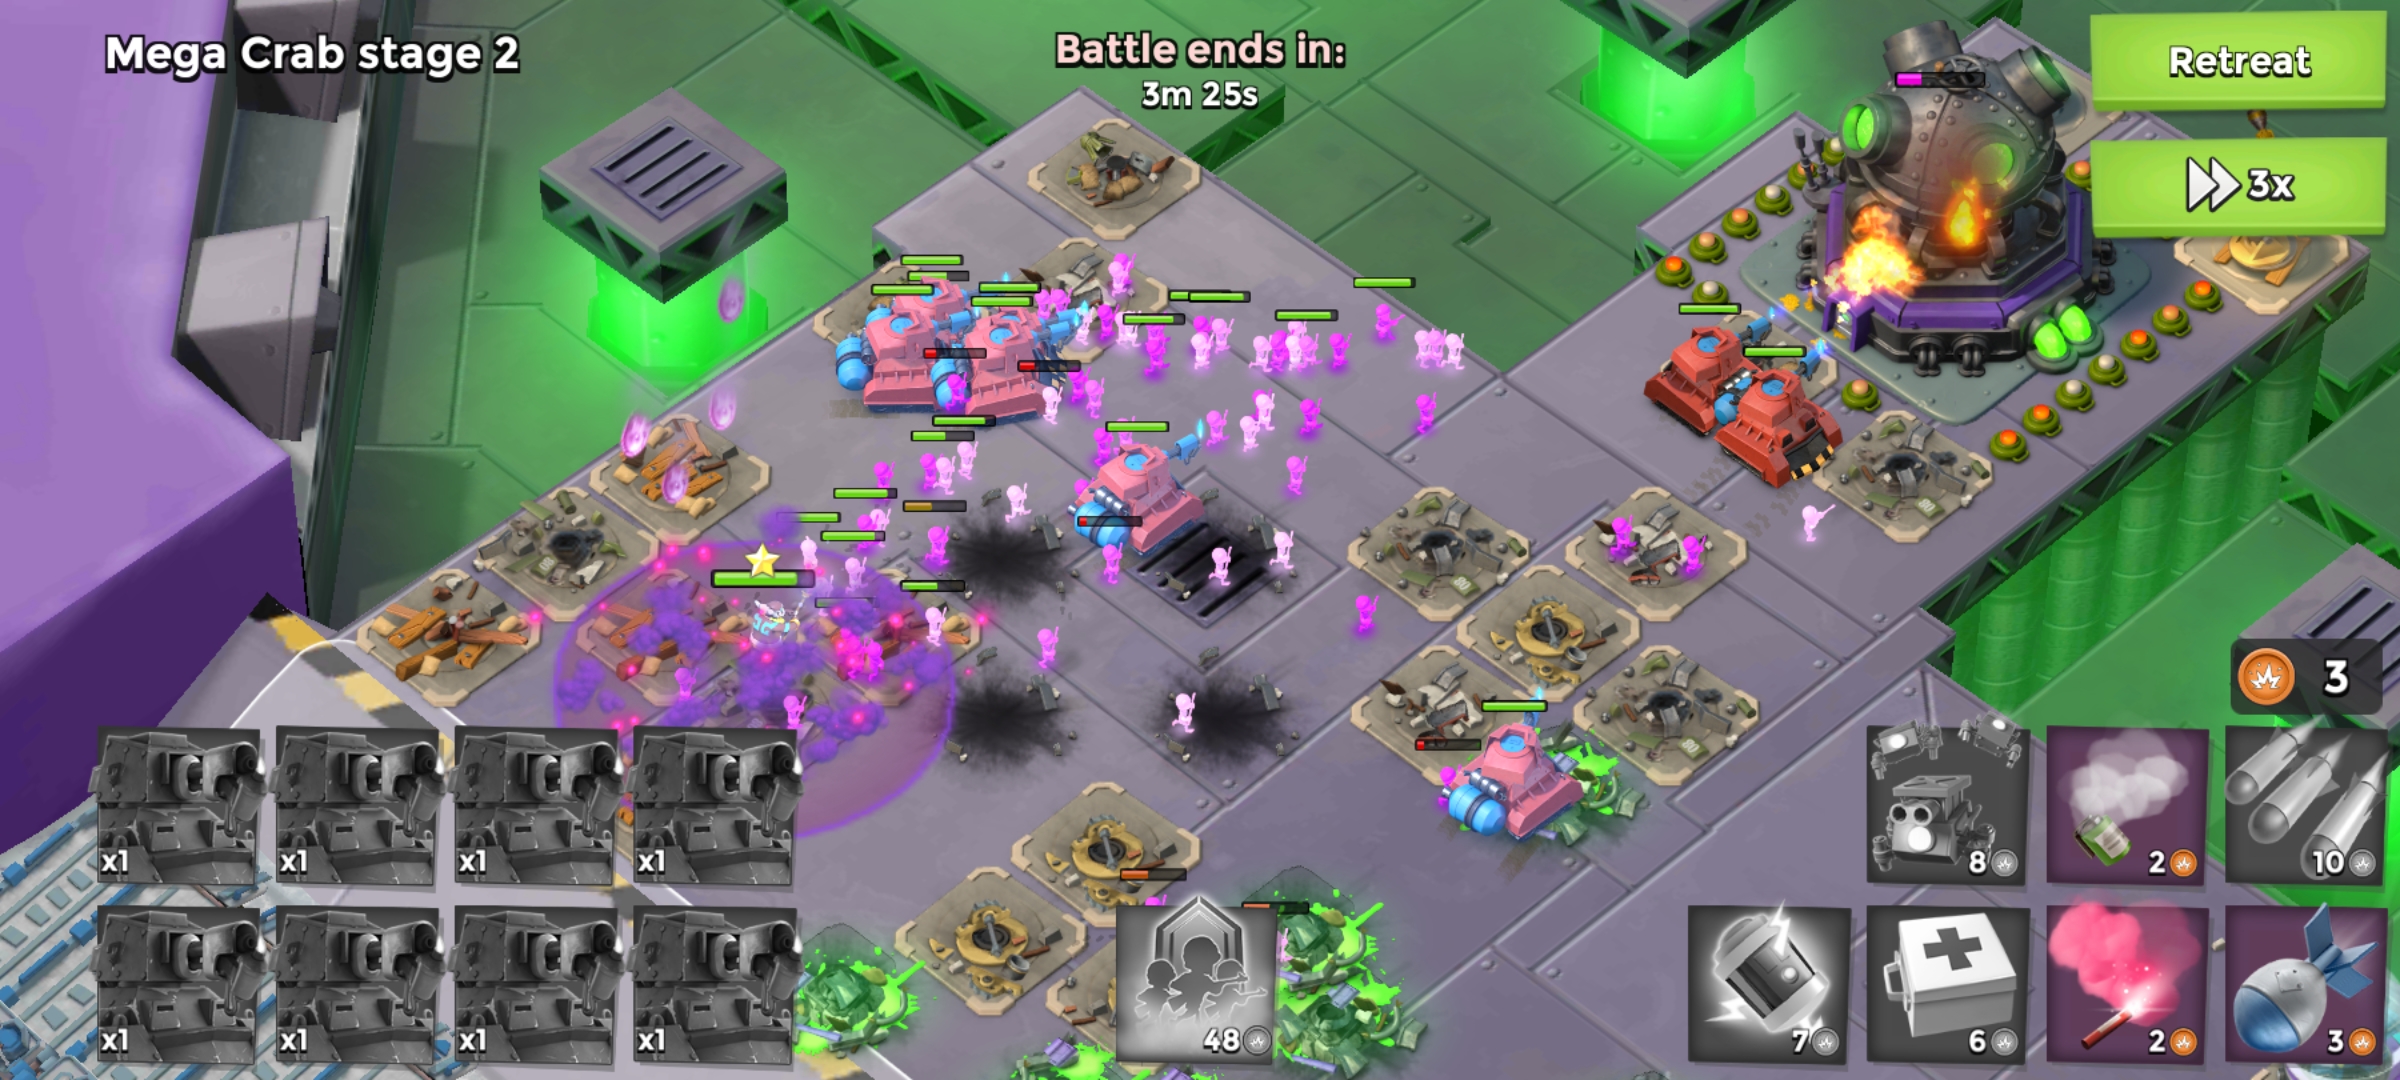 Mega Crab stage 2
Battle ends in:
3m 25s
Retreat
3x
3
x1
x1
x1
x1
8
2
10
x1
x1
x1
x1
48
7
6
2
3